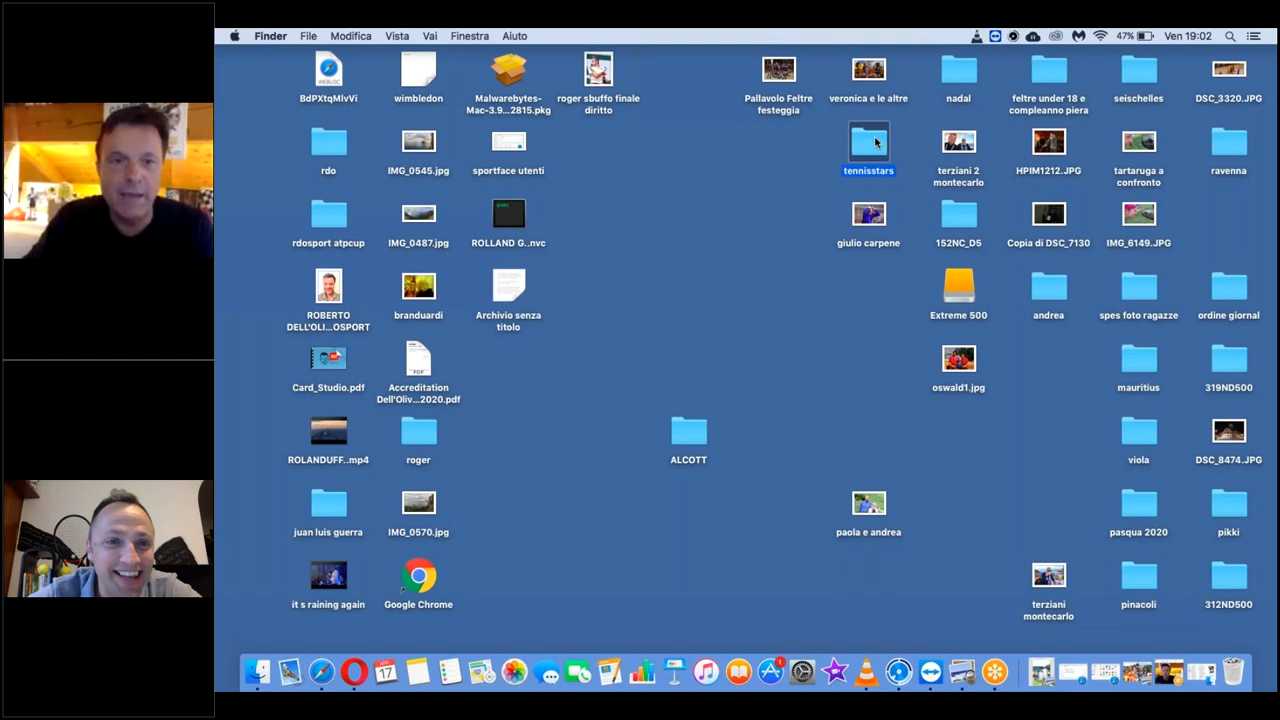 Finder File Modifica Vista Vai Finestra Aiuto 47% Ven 19:02
WEBLOC
BdPXtqMlvVi wimbledon Malwarebytes- roger sbuffo finale Pallavolo Feltre veronica e le altre nadal feltre under 18 e seischelles DSC_3320.JPG
Mac-3.9...2815.pkg diritto festeggia compleanno piera
rdo IMG_0545.jpg sportface utenti tennisstars terziani 2 HPIM1212.JPG tartaruga a ravenna
montecarlo confronto
rdosport atpcup IMG_0487.jpg ROLLAND G..nvc giulio carpene 152NC_D5 Copia di DSC_7130 IMG_6149.JPG
ROBERTO branduardi Archivio senza Extreme 500 andrea spes foto ragazze ordine giornal
DELL'OLI...OSPORT titolo
PDF
Card_Studio.pdf Accreditation oswald1.jpg mauritius 319ND500
Dell'Oliv...2020.pdf
ROLANDUFF..mp4 roger ALCOTT viola DSC_8474.JPG
juan luis guerra IMG_0570.jpg paola e andrea pasqua 2020 pikki
it s raining again Google Chrome terziani pinacoli 312ND500
montecarlo
17
1